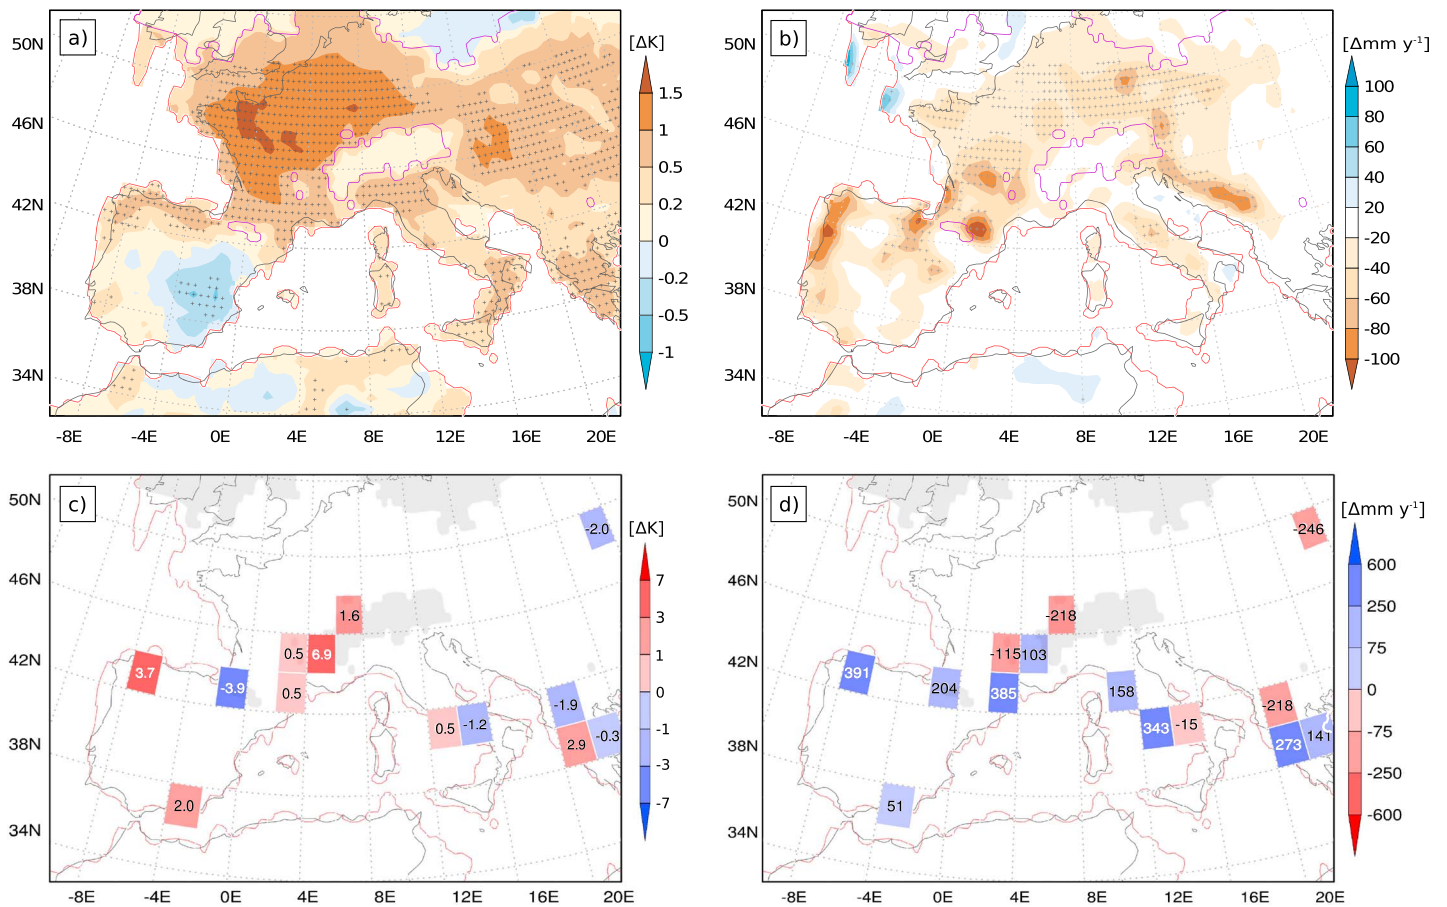 a)
50N
46N
42N
38N
34N
-8E -4E 0E 4E 8E 12E 16E 20E
[ΔK]
1.5
1
0.5
0.2
0
-0.2
-0.5
-1
b)
50N
46N
42N
38N
34N
-8E -4E 0E 4E 8E 12E 16E 20E
[Δmm y⁻¹]
100
80
60
40
20
-20
-40
-60
-80
-100
c)
50N
46N
42N
38N
34N
-8E -4E 0E 4E 8E 12E 16E 20E
-2.0
1.6
0.5 6.9
3.7
-3.9
0.5
-1.9
0.5 -1.2
-0.3
2.9
2.0
[ΔK]
7
3
1
0
-1
-3
-7
d)
50N
46N
42N
38N
34N
-8E -4E 0E 4E 8E 12E 16E 20E
-246
-218
-115 103
391
204
385
158
-218
343 -15
141
273
51
[Δmm y⁻¹]
600
250
75
0
-75
-250
-600